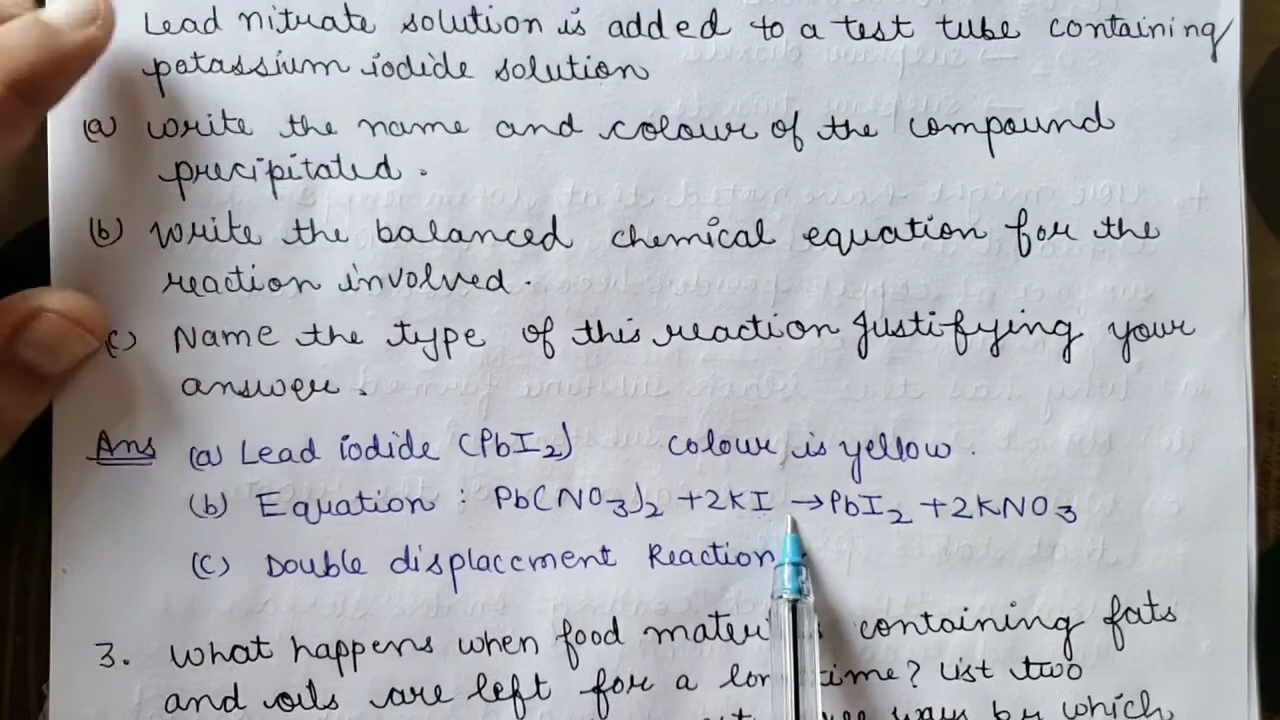 Lead nitrate solution is added to a test tube containing
potassium iodide solution
(a) Write the name and colour of the compound
precipitated.
(b) Write the balanced chemical equation for the
reaction involved.
(c) Name the type of this reaction justifying your
answer.
Ans (a) Lead iodide (PbI₂) colour is yellow.
(b) Equation : Pb(NO₃)₂ + 2KI → PbI₂ + 2KNO₃
(c) Double displacement Reaction
3. What happens when food containing fats
and oils are left for a time? List two
ways by which